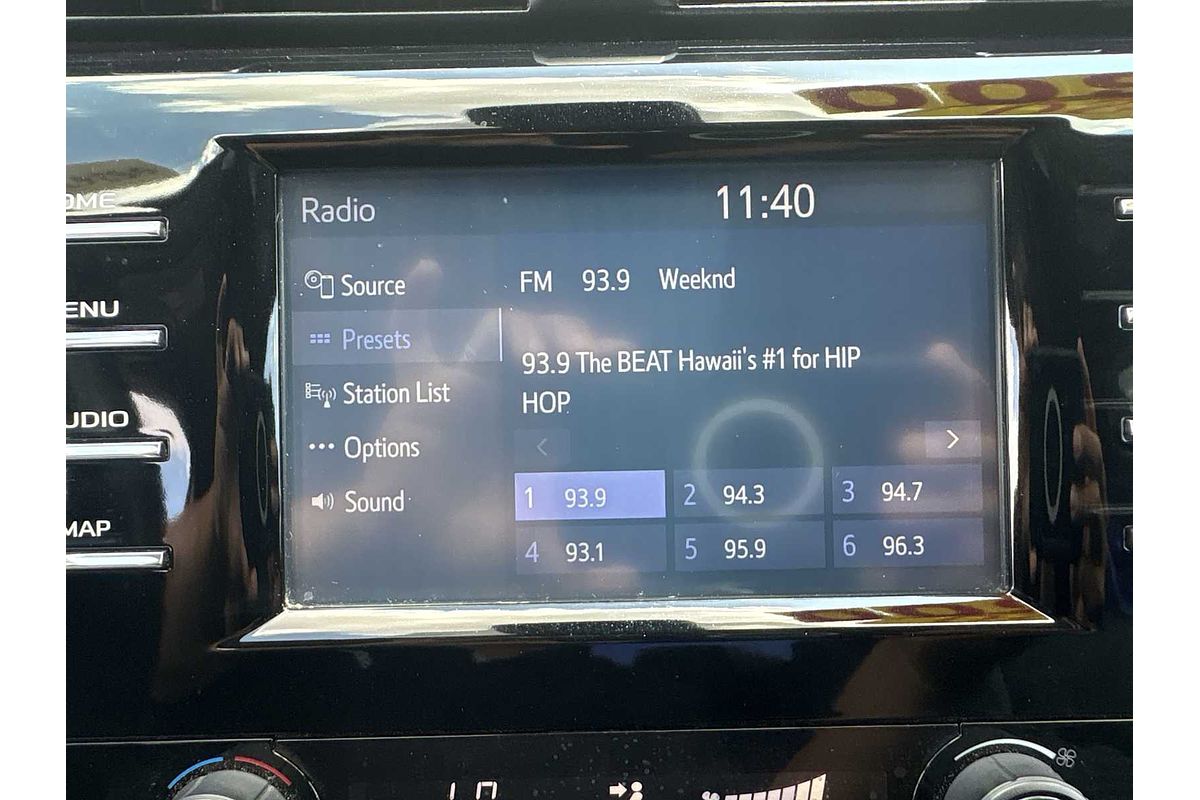 Radio 11:40
OME
Source
FM 93.9 Weeknd
ENU
Presets
93.9 The BEAT Hawaii's #1 for HIP
HOP
Station List
UDIO
Options
Sound
1 93.9 2 94.3 3 94.7
MAP
4 93.1 5 95.9 6 96.3